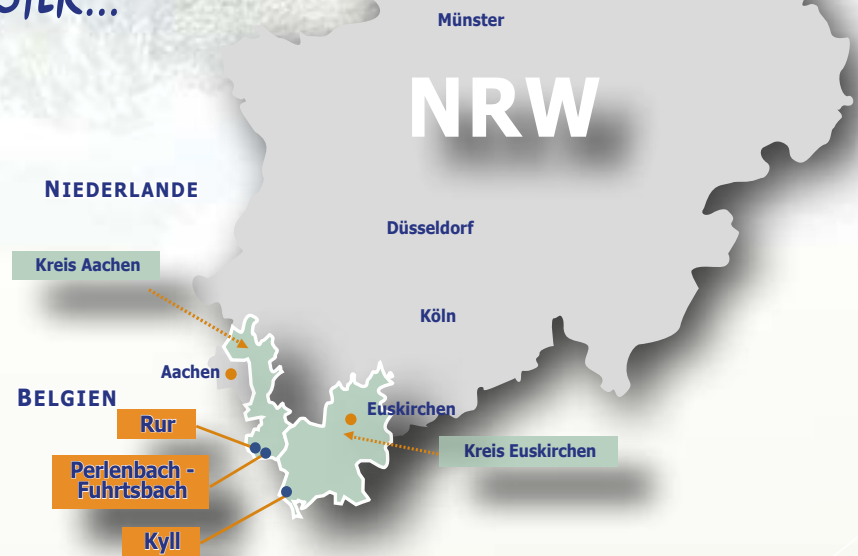 Münster
NRW
NIEDERLANDE
Düsseldorf
Kreis Aachen
Köln
Aachen
BELGIEN
Euskirchen
Rur
Kreis Euskirchen
Perlenbach -
Fuhrtsbach
Kyll